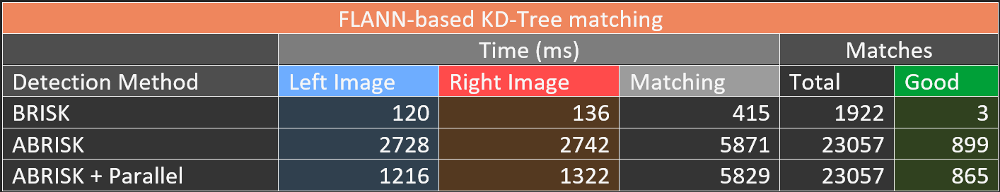 FLANN-based KD-Tree matching
Time (ms) Matches
Detection Method Left Image Right Image Matching Total Good
BRISK 120 136 415 1922 3
ABRISK 2728 2742 5871 23057 899
ABRISK + Parallel 1216 1322 5829 23057 865